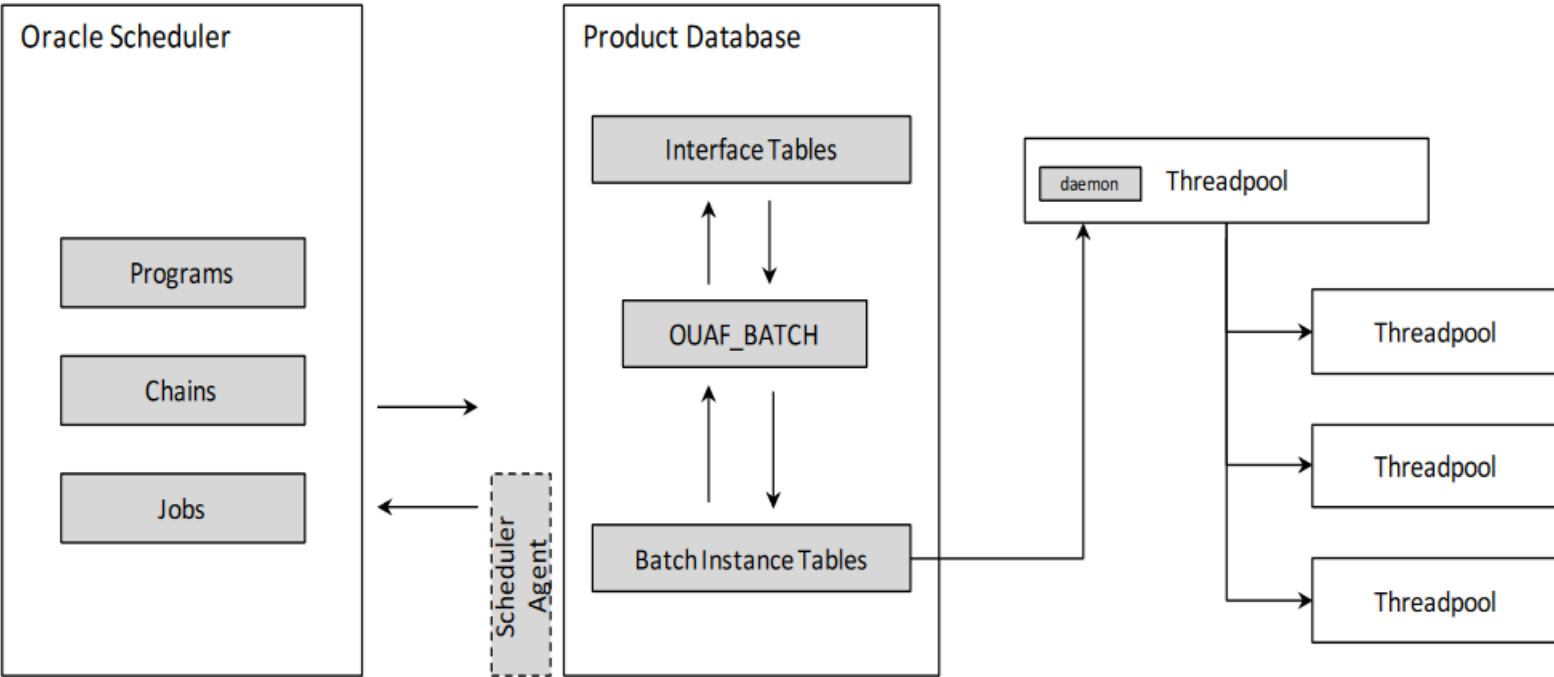 Oracle Scheduler
Programs
Chains
Jobs
Scheduler
Agent
Product Database
Interface Tables
OUAF_BATCH
Batch Instance Tables
daemon
Threadpool
Threadpool
Threadpool
Threadpool